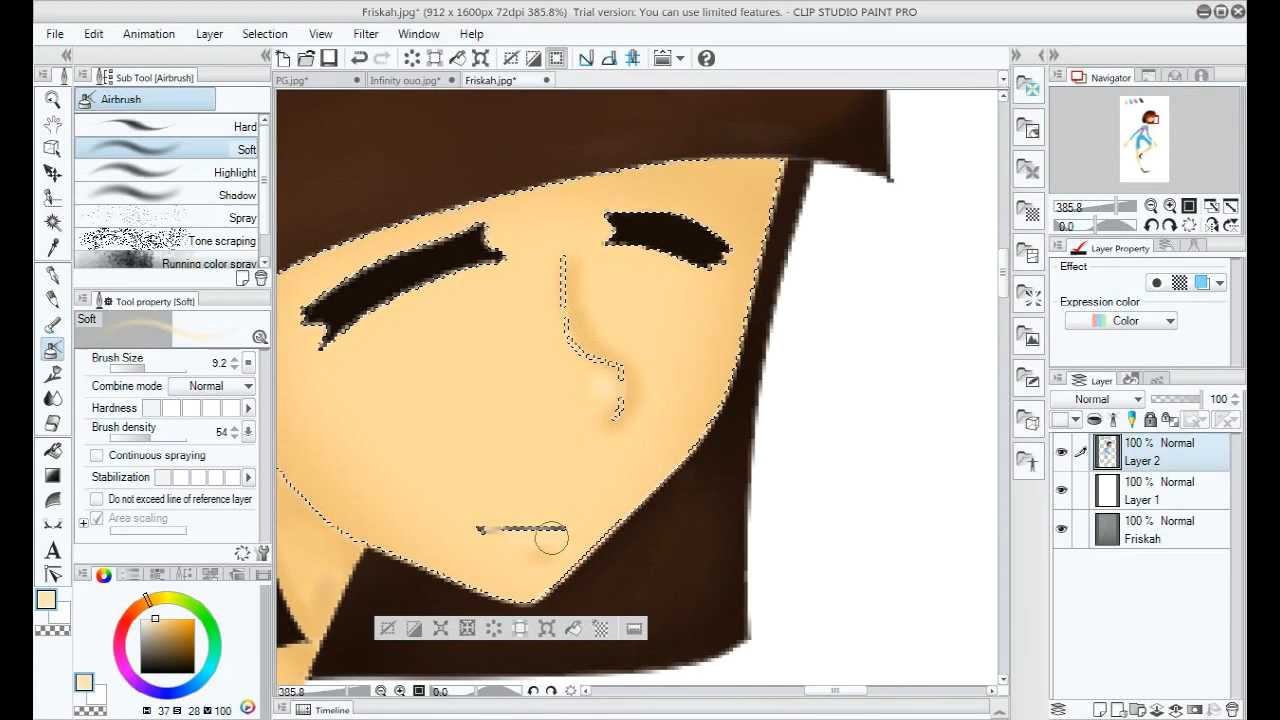 Friskah.jpg* (912 x 1600px 72dpi 385.8%)  Trial version: You can use limited features. - CLIP STUDIO PAINT PRO
File Edit Animation Layer Selection View Filter Window Help
Sub Tool [Airbrush]
PG.jpg* Infinity ouo.jpg* Friskah.jpg*
Navigator
Airbrush
Hard
Soft
Highlight
Shadow
Spray
Tone scraping
Running color spray
Tool property [Soft]
Soft
Brush Size 9.2
Combine mode Normal
Hardness
Brush density 54
Continuous spraying
Stabilization
Do not exceed line of reference layer
Area scaling
A
H 37 S 28 V 100
385.8 0.0
Timeline
385.8
0.0
Layer Property
Effect
Expression color
Color
Layer
Normal 100
100 % Normal
Layer 2
100 % Normal
Layer 1
100 % Normal
Friskah